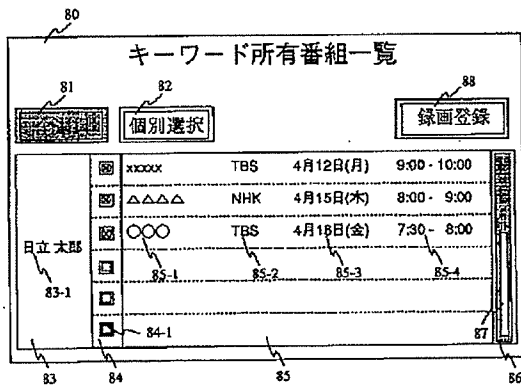 80
キーワード所有番組一覧
81
82
88
個別選択
録画登録
xxxxx TBS 4月12日(月) 9:00 - 10:00
△△△△ NHK 4月15日(木) 8:00 - 9:00
○○○ TBS 4月16日(金) 7:30 - 8:00
日立 太郎
85-1 85-2 85-3 85-4
83-1
84-1
87
83 84 85 86